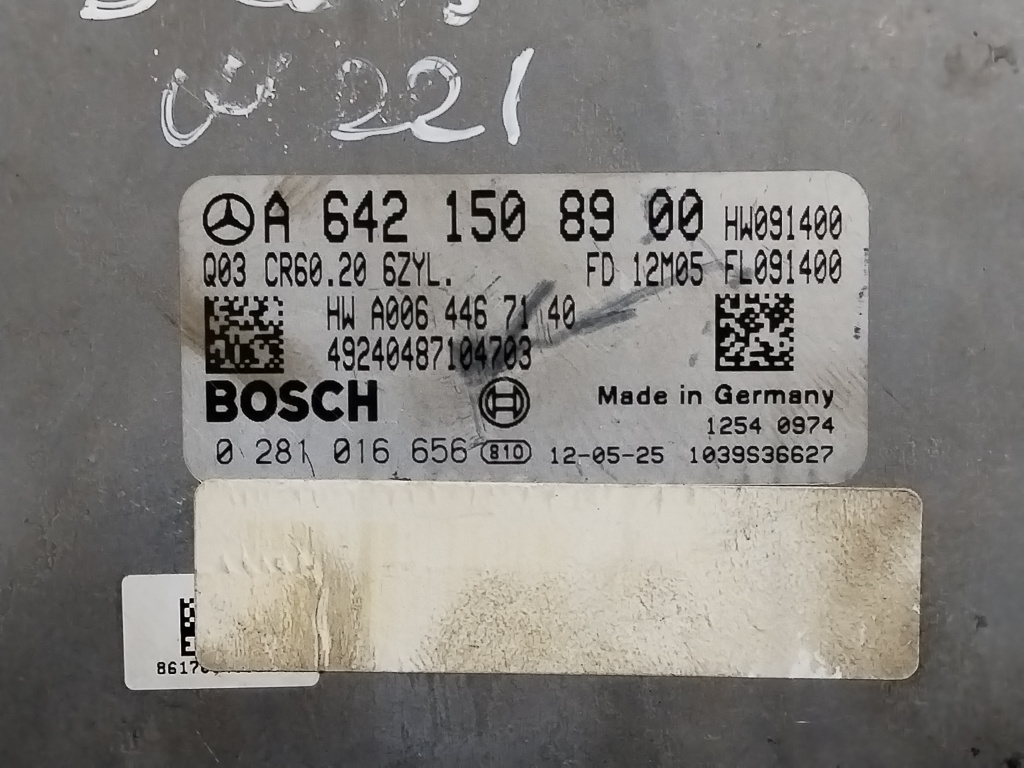 W 221
A 642 150 89 00 HW091400
Q03 CR60.20 6ZYL. FD 12M05 FL091400
HW A006 446 71 40
49240487104703
BOSCH
Made in Germany
1254 0974
0 281 016 656 810 12-05-25 1039S36627